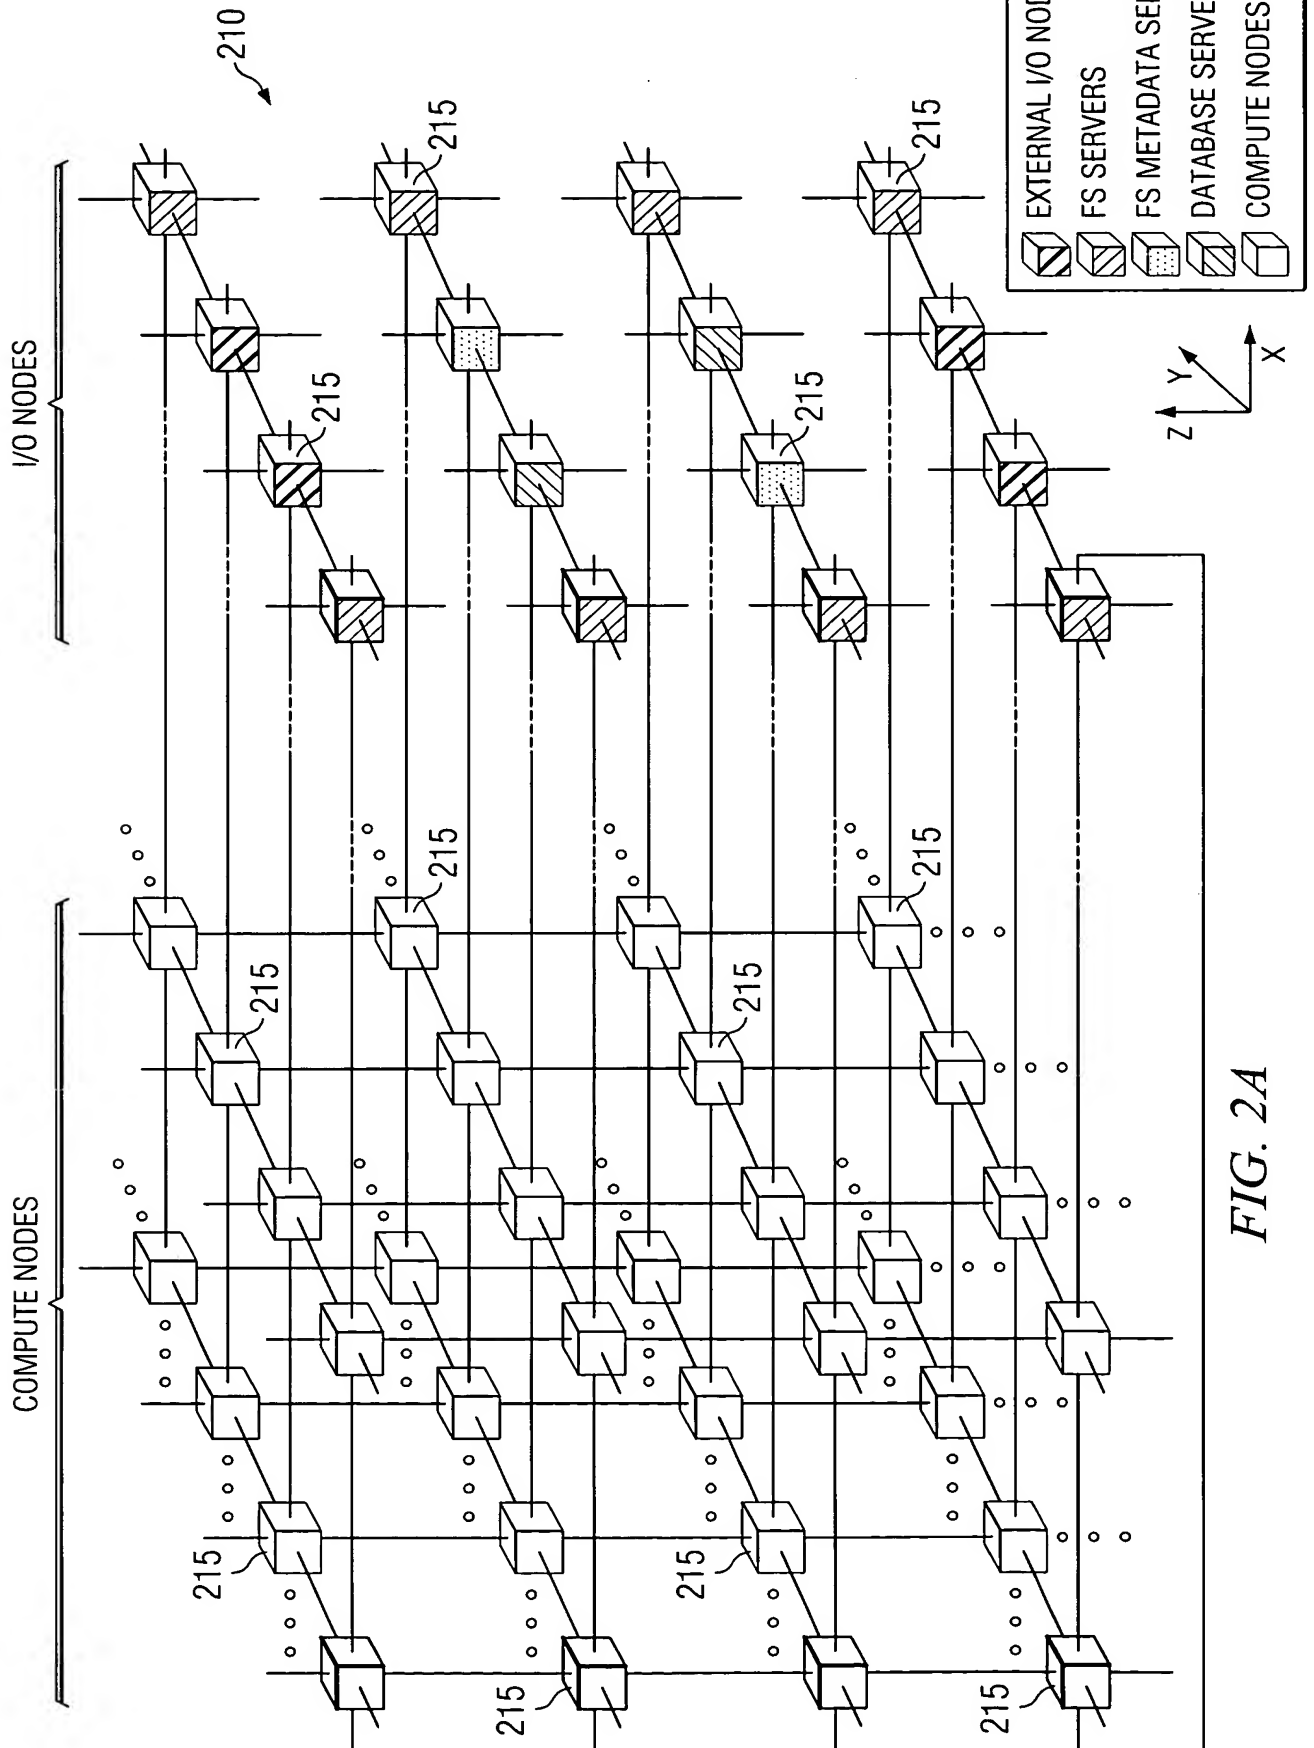 COMPUTE NODES
I/O NODES
215
210
215
215
215
215
215
215
215
215
215
215
215
Z
Y
X
EXTERNAL I/O NOD
FS SERVERS
FS METADATA SE
DATABASE SERVE
COMPUTE NODES
FIG. 2A